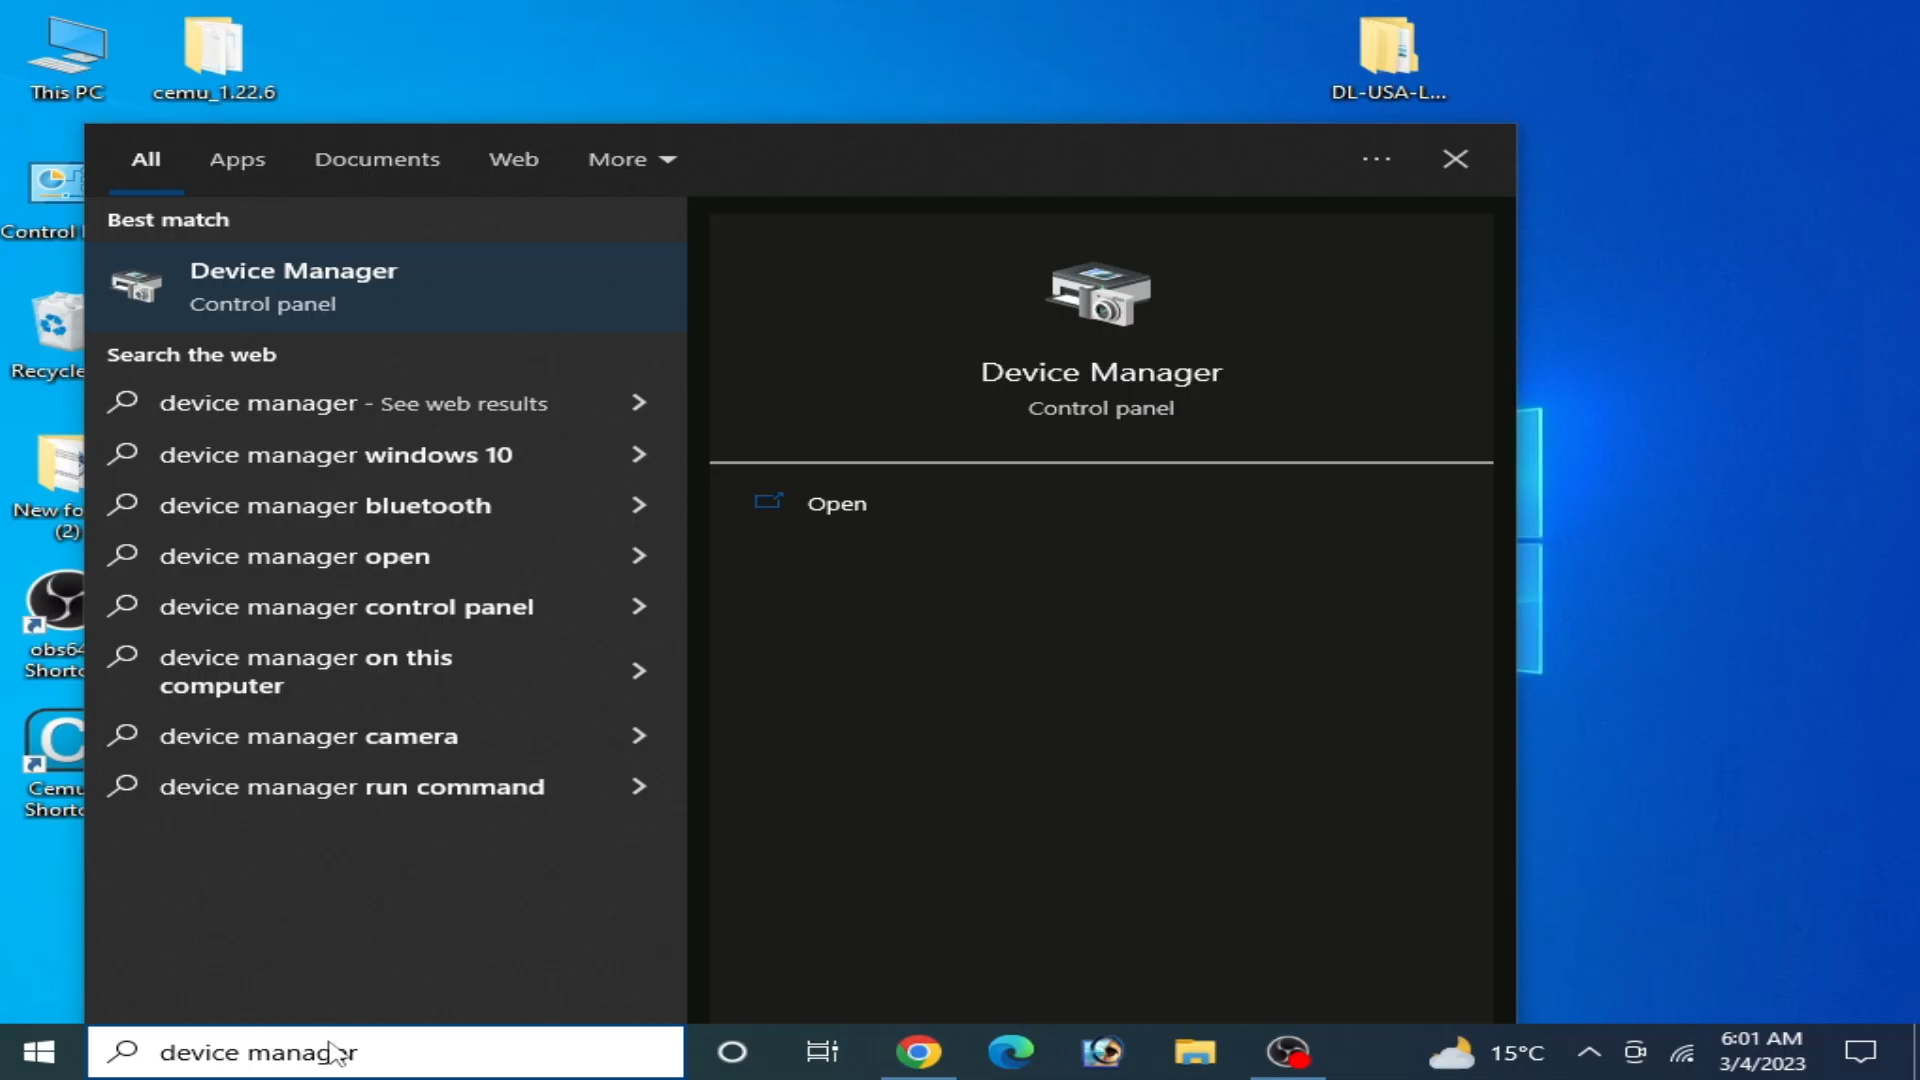 This PC
cemu_1.22.6
DL-USA-L...
All
Apps
Documents
Web
More
Best match
Control
Device Manager
Control panel
Search the web
Recycle
device manager - See web results
device manager windows 10
device manager bluetooth
New fo
(2)
device manager open
device manager control panel
obs64
Shortc
device manager on this
computer
device manager camera
Cemu
Shortc
device manager run command
Device Manager
Control panel
Open
device manager
15°C
6:01 AM
3/4/2023